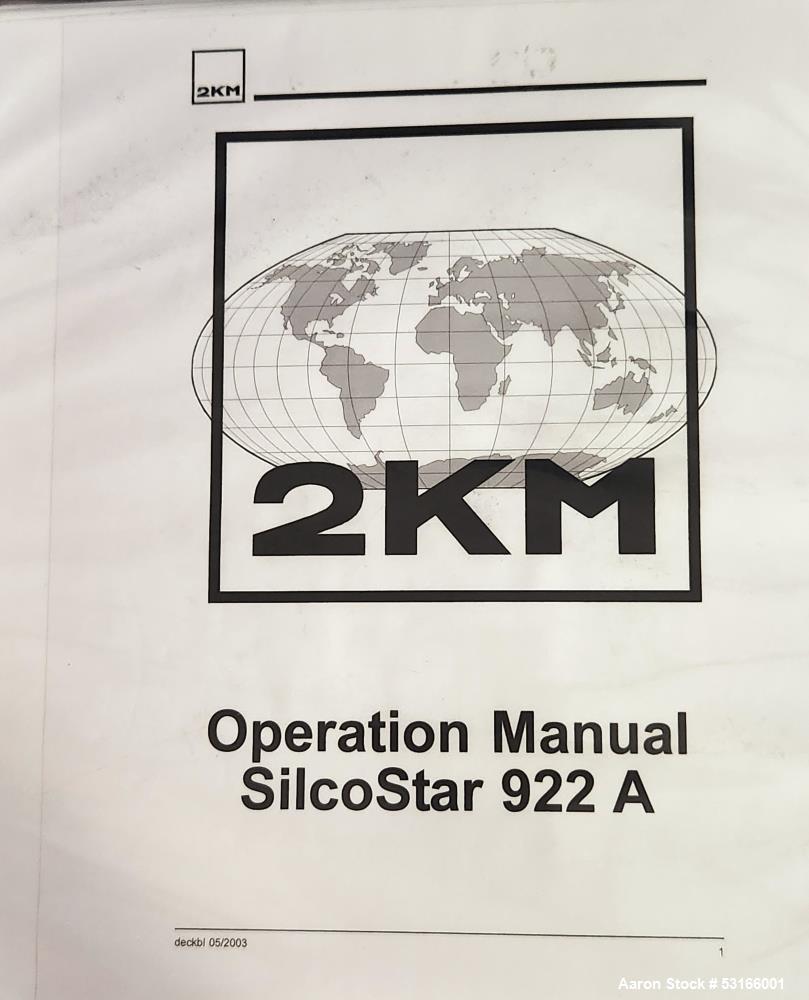 2KM
2KM
Operation Manual
SilcoStar 922 A
deckbl 05/2003
1
Aaron Stock # 53166001